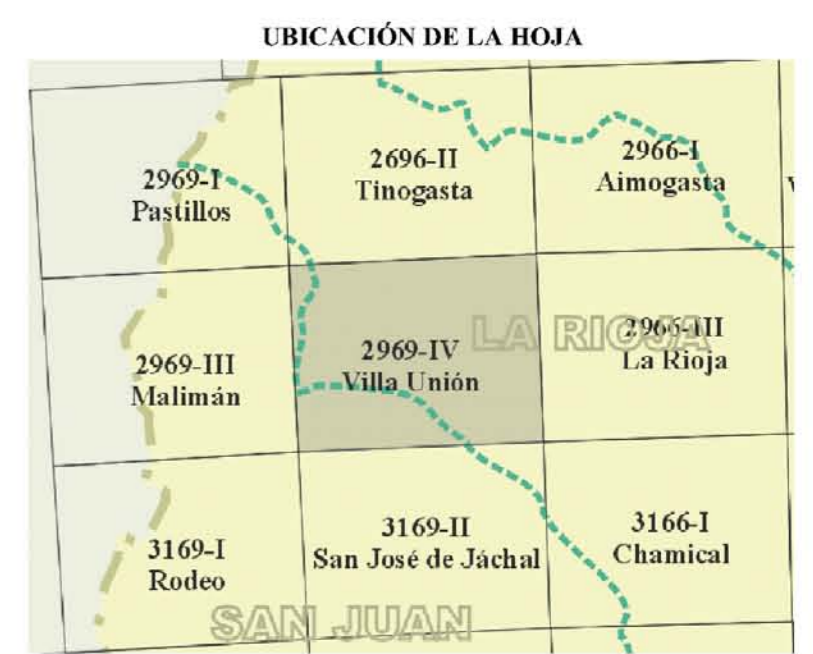 UBICACIÓN DE LA HOJA
2969-I
Pastillos
2696-II
Tinogasta
2966-I
Aimogasta
2969-III
Malimán
2969-IV
Villa Unión
LA RIOJA
2966-III
La Rioja
3169-I
Rodeo
3169-II
San José de Jáchal
3166-I
Chamical
SAN JUAN